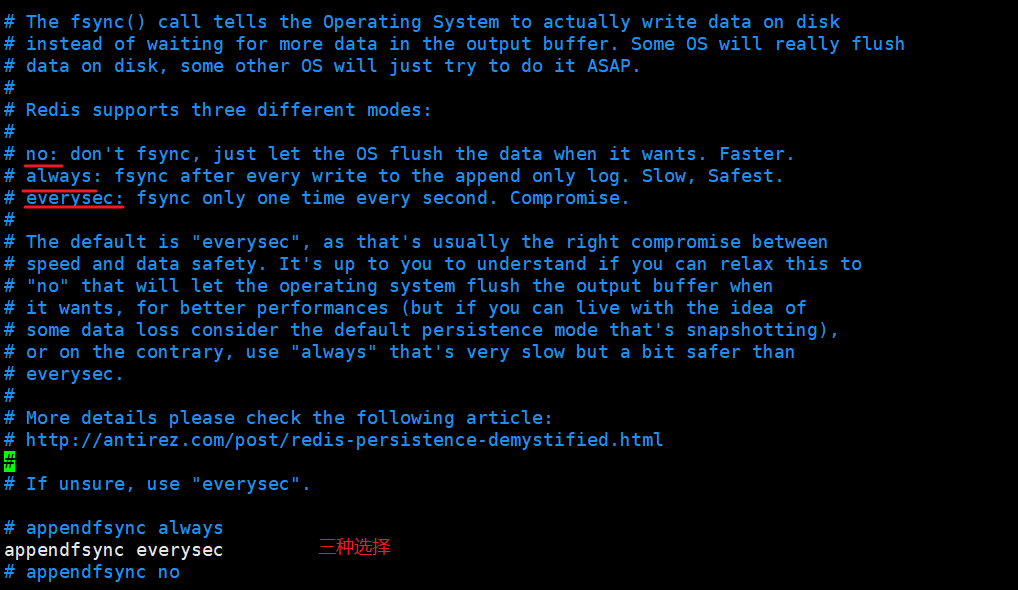 # The fsync() call tells the Operating System to actually write data on disk
# instead of waiting for more data in the output buffer. Some OS will really flush
# data on disk, some other OS will just try to do it ASAP.
#
# Redis supports three different modes:
#
# no: don't fsync, just let the OS flush the data when it wants. Faster.
# always: fsync after every write to the append only log. Slow, Safest.
# everysec: fsync only one time every second. Compromise.
#
# The default is "everysec", as that's usually the right compromise between
# speed and data safety. It's up to you to understand if you can relax this to
# "no" that will let the operating system flush the output buffer when
# it wants, for better performances (but if you can live with the idea of
# some data loss consider the default persistence mode that's snapshotting),
# or on the contrary, use "always" that's very slow but a bit safer than
# everysec.
#
# More details please check the following article:
# http://antirez.com/post/redis-persistence-demystified.html
#
# If unsure, use "everysec".
# appendfsync always
appendfsync everysec 三种选择
# appendfsync no